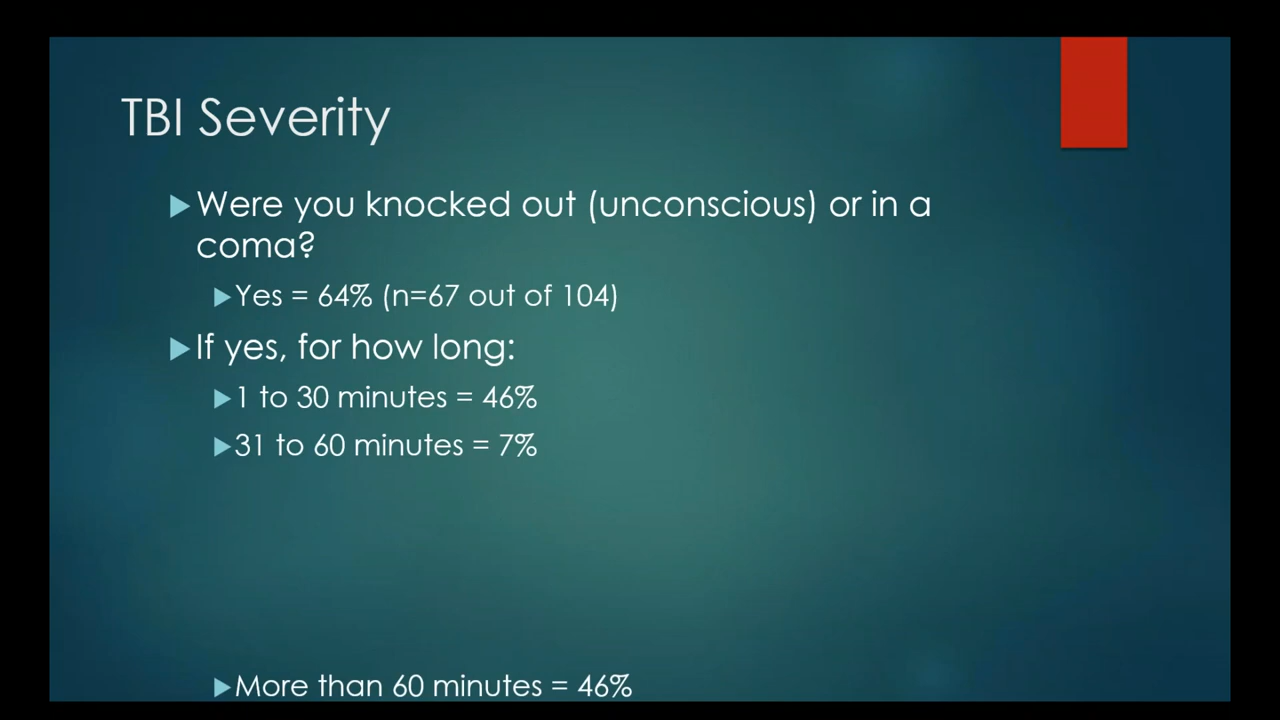 TBI Severity
Were you knocked out (unconscious) or in a
coma?
Yes = 64% (n=67 out of 104)
If yes, for how long:
1 to 30 minutes = 46%
31 to 60 minutes = 7%
More than 60 minutes = 46%